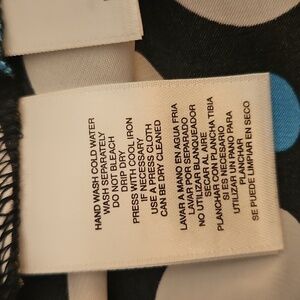 HAND WASH COLD WATER
WASH SEPARATELY
DO NOT BLEACH
DRIP DRY
PRESS WITH COOL IRON
IF NECESSARY
USE A PRESS CLOTH
CAN BE DRY CLEANED
LAVAR A MANO EN AGUA FRIA
LAVAR POR SEPARADO
NO UTILIZAR BLANQUEADOR
SECAR AL AIRE
PLANCHAR CON PLANCHA TIBIA
SI ES NECESARIO
UTILIZAR UN PANO PARA
PLANCHAR
SE PUEDE LIMPIAR EN SECO